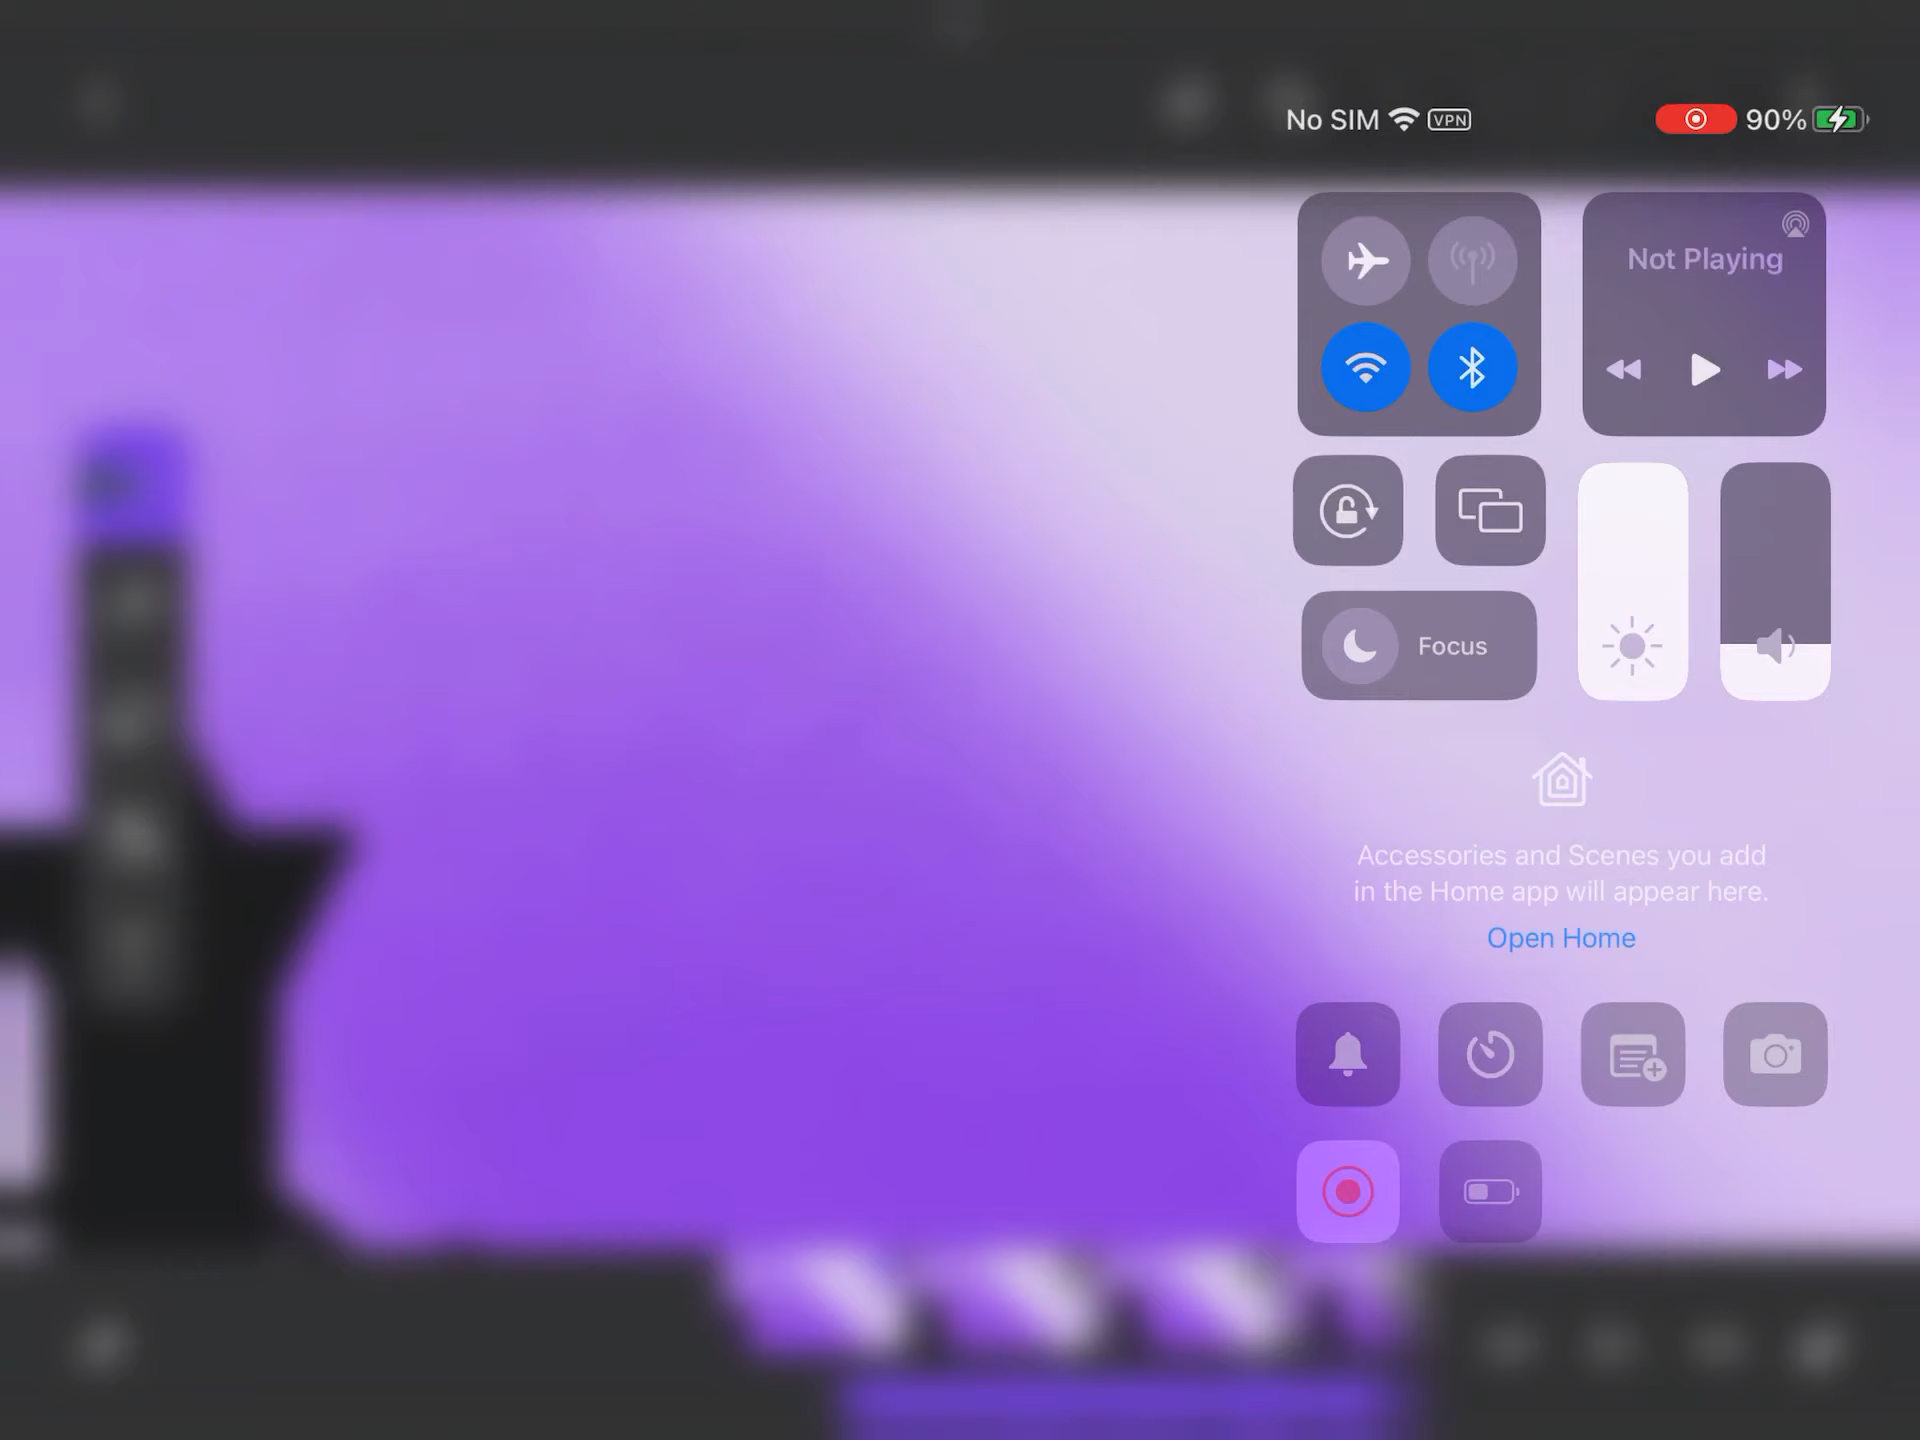 No SIM VPN 90%
Not Playing
Focus
Accessories and Scenes you add
in the Home app will appear here.
Open Home